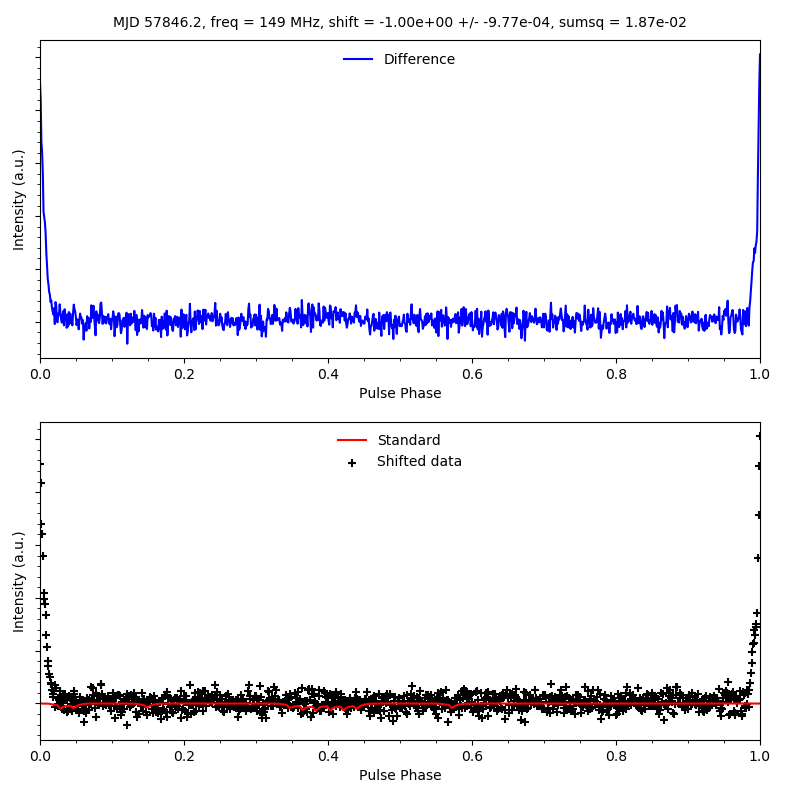 MJD 57846.2, freq = 149 MHz, shift = -1.00e+00 +/- -9.77e-04, sumsq = 1.87e-02
Difference
Intensity (a.u.)
0.0 0.2 0.4 0.6 0.8 1.0
Pulse Phase
Standard
Shifted data
Intensity (a.u.)
0.0 0.2 0.4 0.6 0.8 1.0
Pulse Phase